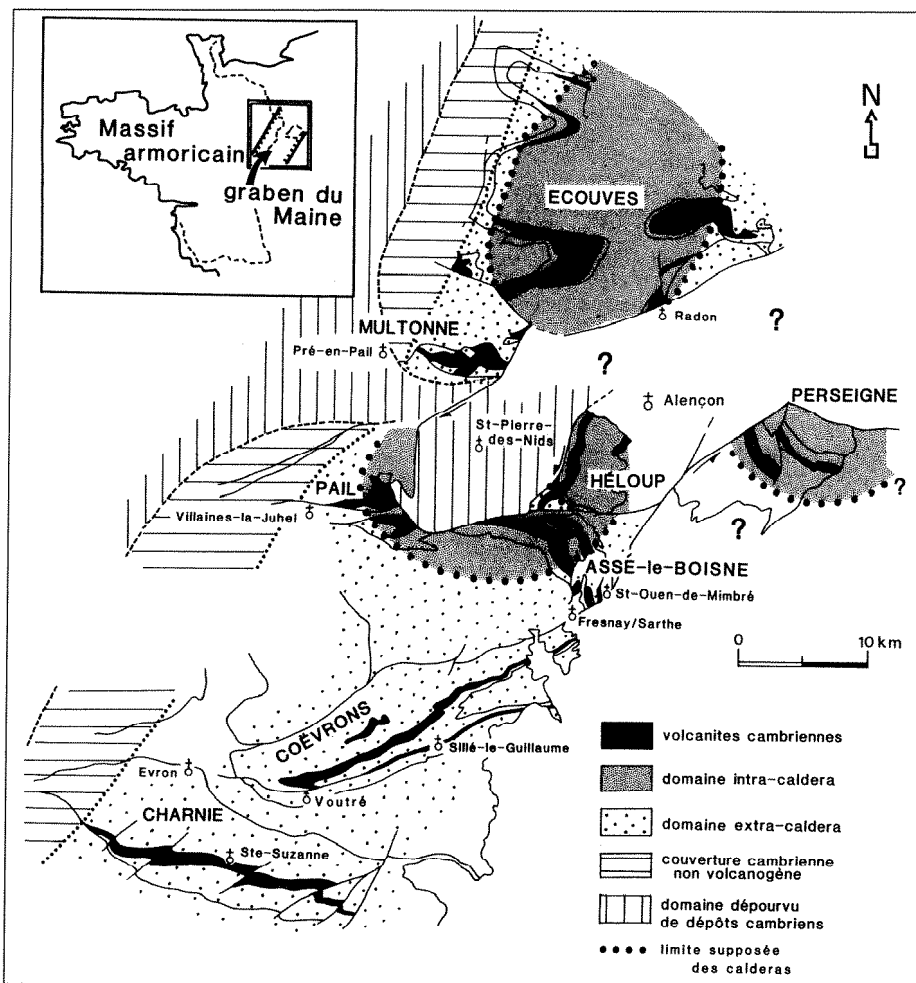 Massif
armoricain
graben du
Maine
N
ECOUVES
Radon
MULTONNE
Pré-en-Pail
?
?
PERSEIGNE
Alençon
St-Pierre-
des-Nids
HÉLOUP
PAIL
Villaines-la-Juhel
?
?
ASSÉ-le-BOISNE
St-Ouen-de-Mimbré
Fresnay/Sarthe
0 10 km
COËVRONS
Sillé-le-Guillaume
Evron
Voutré
CHARNIE
Ste-Suzanne
volcanites cambriennes
domaine intra-caldera
domaine extra-caldera
couverture cambrienne
non volcanogène
domaine dépourvu
de dépôts cambriens
limite supposée
des calderas